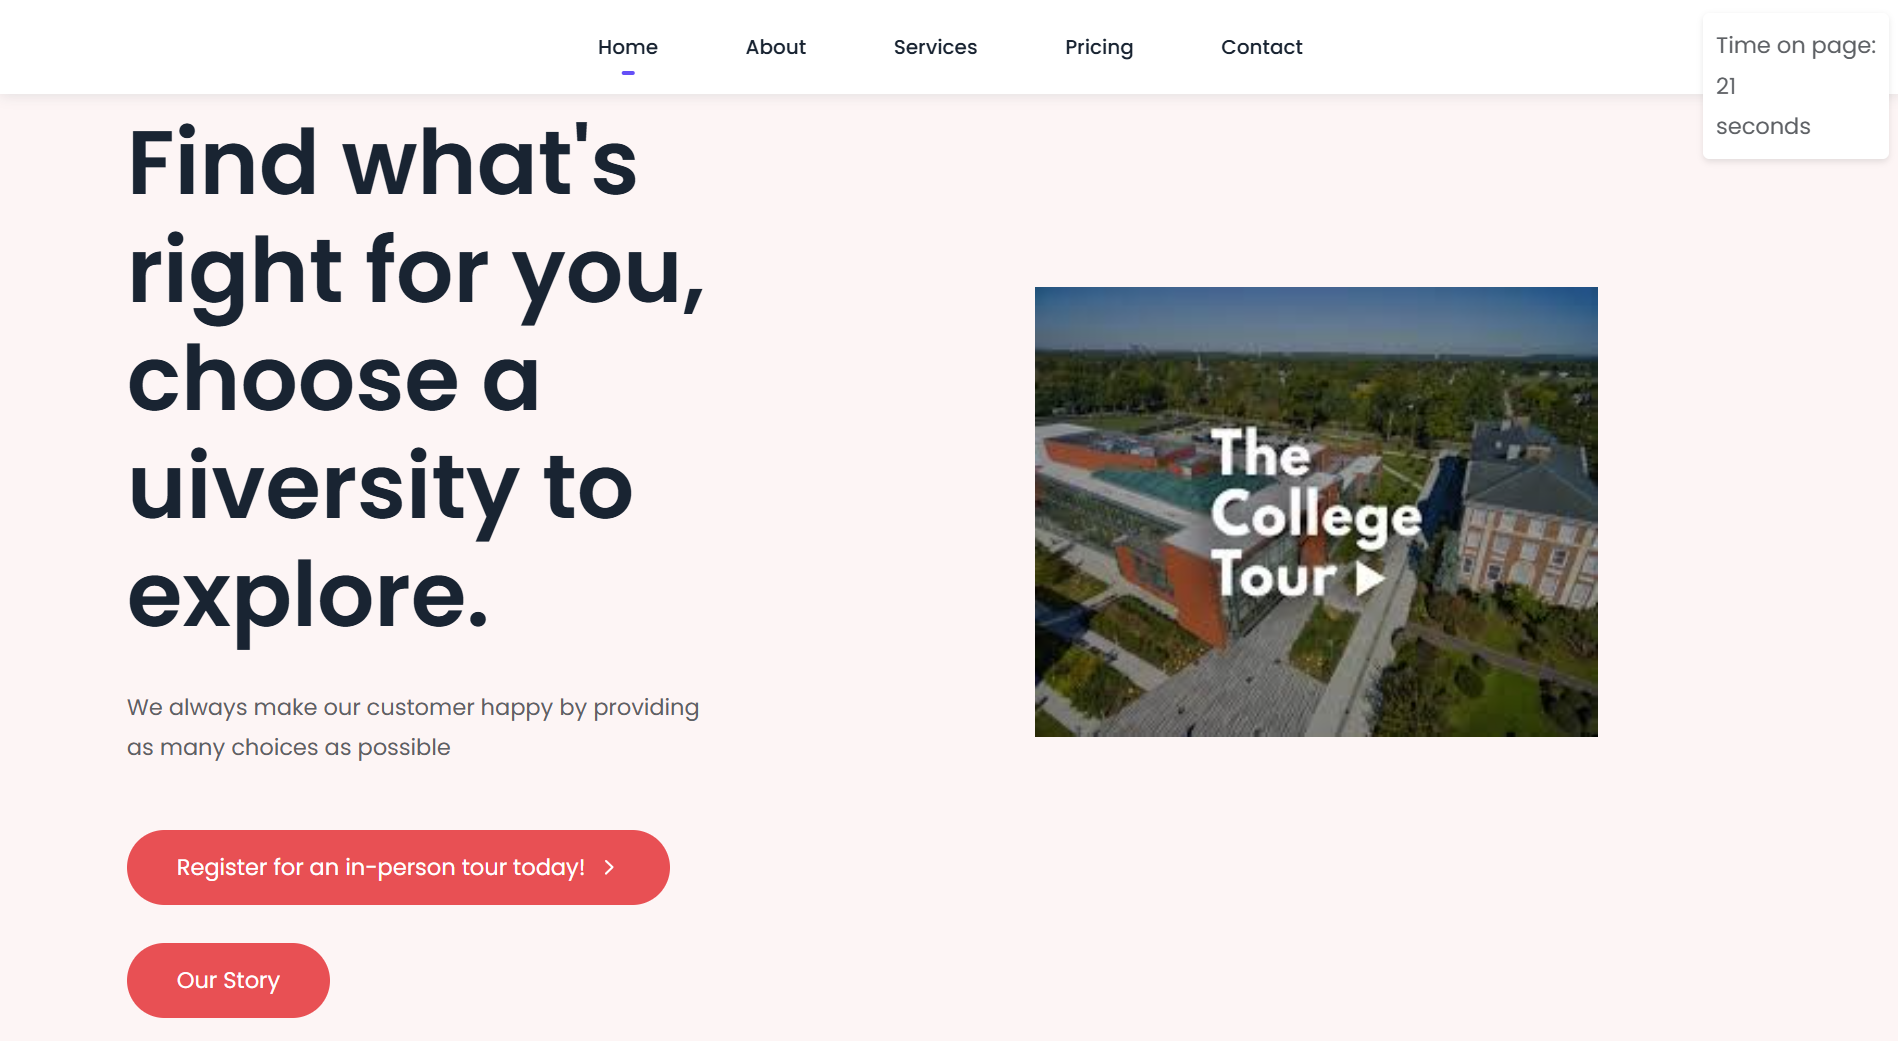 Home
About
Services
Pricing
Contact
Time on page:
21
seconds
Find what's
right for you,
choose a
uiversity to
explore.
The
College
Tour
We always make our customer happy by providing
as many choices as possible
Register for an in-person tour today!
Our Story